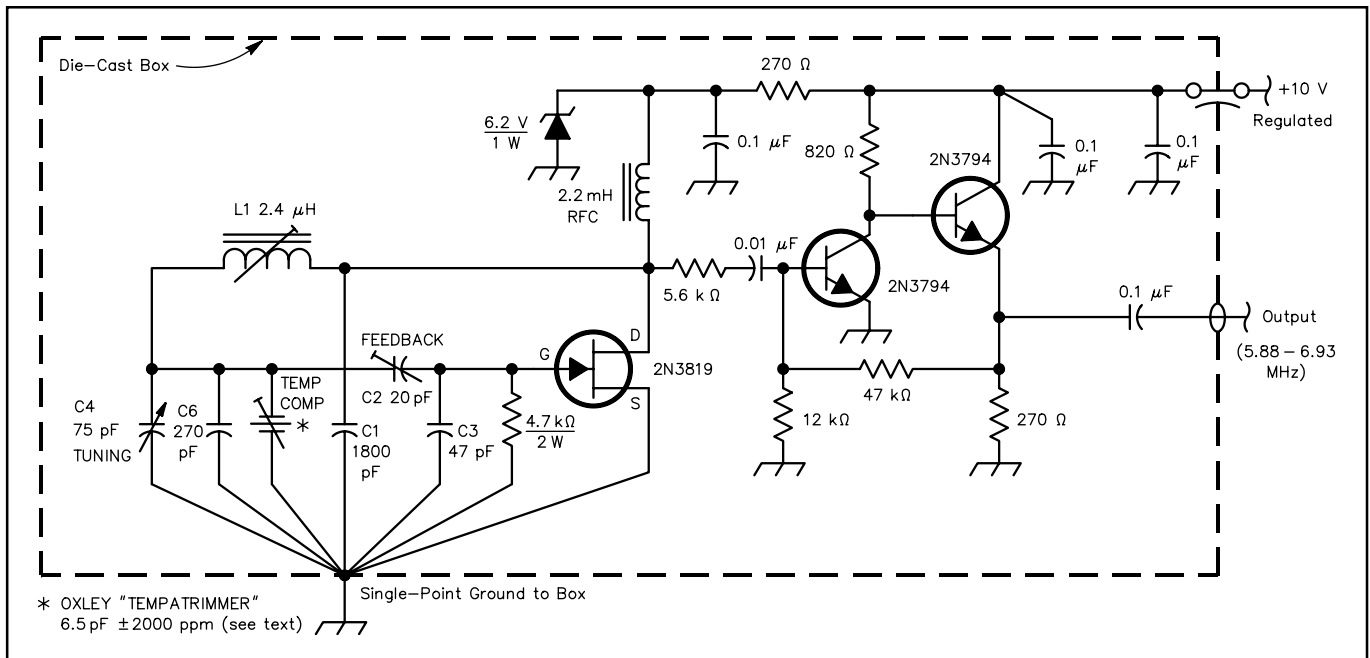 Die–Cast Box
270 Ω
+10 V
Regulated
6.2 V
1 W
0.1 μF
820 Ω
2N3794
0.1
μF
0.1
μF
2.2 mH
RFC
L1 2.4 μH
0.01 μF
5.6 k Ω
2N3794
0.1 μF
Output
(5.88 – 6.93
MHz)
FEEDBACK
G
D
S
2N3819
C2 20 pF
TEMP
COMP
*
C4
75 pF
TUNING
C6
270
pF
C1
1800
pF
C3
47 pF
4.7 kΩ
2 W
12 kΩ
47 kΩ
270 Ω
Single–Point Ground to Box
* OXLEY "TEMPATRIMMER"
6.5 pF ±2000 ppm (see text)